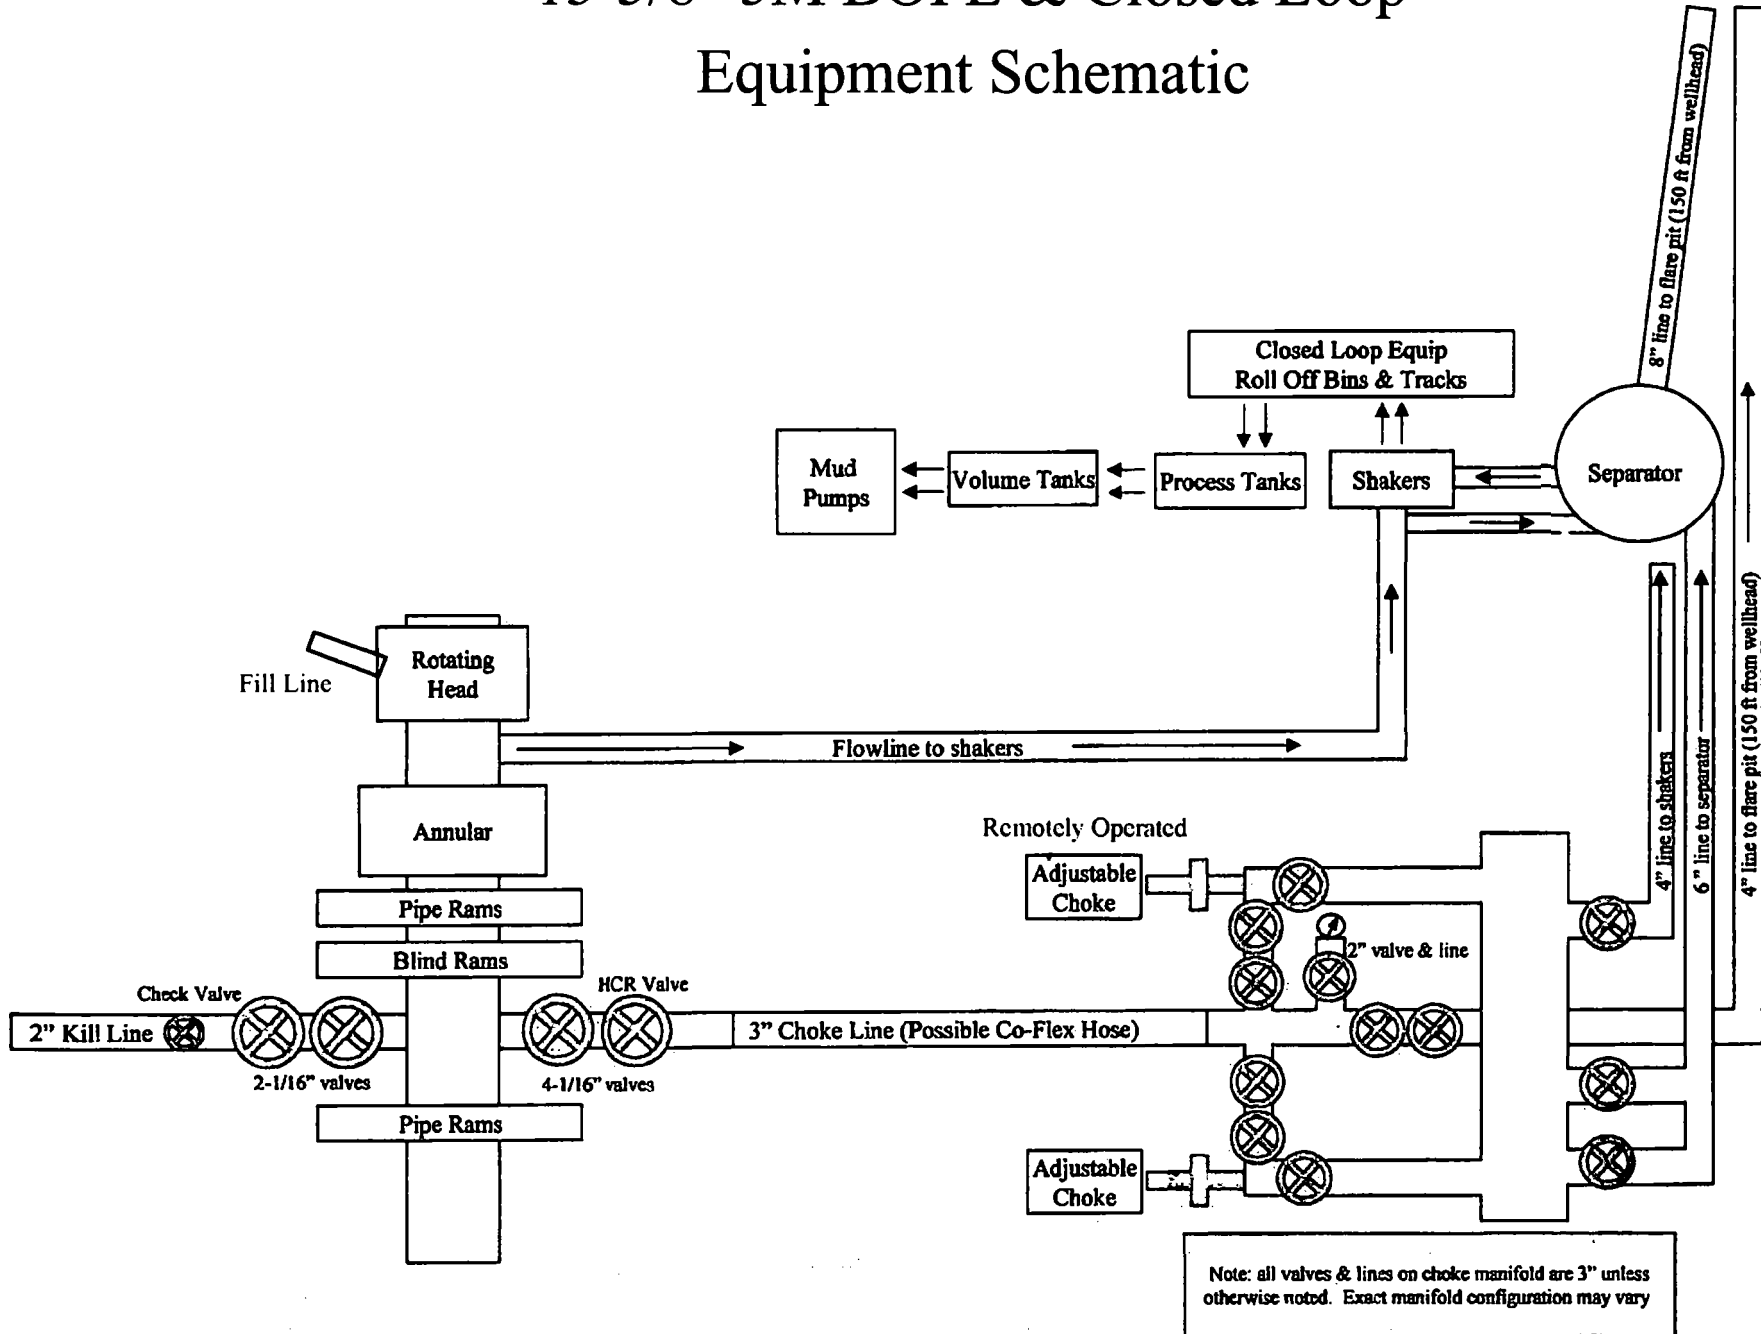 Equipment Schematic
8” line to flare pit (150 ft from wellhead)
Closed Loop Equip
Roll Off Bins & Tracks
Mud
Pumps
Volume Tanks
Process Tanks
Shakers
Separator
Rotating
Head
Fill Line
Flowline to shakers
Annular
Remotely Operated
Adjustable
Choke
4” line to shakers
6” line to separator
4” line to flare pit (150 ft from wellhead)
Pipe Rams
2” valve & line
Blind Rams
Check Valve
HCR Valve
2” Kill Line
3” Choke Line (Possible Co-Flex Hose)
2-1/16” valves
4-1/16” valves
Pipe Rams
Adjustable
Choke
Note: all valves & lines on choke manifold are 3” unless
otherwise noted. Exact manifold configuration may vary